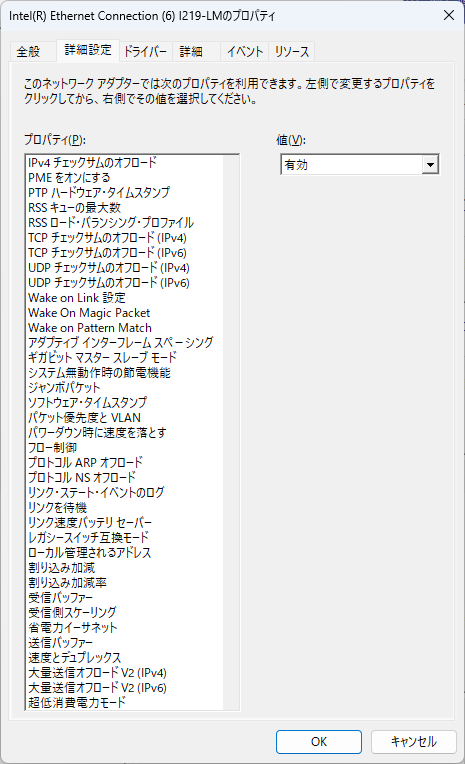 Intel(R) Ethernet Connection (6) I219-LMのプロパティ
全般 詳細設定 ドライバー 詳細 イベント リソース
このネットワーク アダプターでは次のプロパティを利用できます。左側で変更するプロパティを
クリックしてから、右側でその値を選択してください。
プロパティ(P): 値(V):
IPv4 チェックサムのオフロード 有効
PME をオンにする
PTP ハードウェア・タイムスタンプ
RSS キューの最大数
RSS ロード・バランシング・プロファイル
TCP チェックサムのオフロード (IPv4)
TCP チェックサムのオフロード (IPv6)
UDP チェックサムのオフロード (IPv4)
UDP チェックサムのオフロード (IPv6)
Wake on Link 設定
Wake On Magic Packet
Wake on Pattern Match
アダプティブ インターフレーム スペーシング
ギガビット マスター スレーブ モード
システム無動作時の節電機能
ジャンボパケット
ソフトウェア・タイムスタンプ
パケット優先度と VLAN
パワーダウン時に速度を落とす
フロー制御
プロトコル ARP オフロード
プロトコル NS オフロード
リンク・ステート・イベントのログ
リンクを待機
リンク速度バッテリ セーバー
レガシースイッチ互換モード
ローカル管理されるアドレス
割り込み加減
割り込み加減率
受信バッファー
受信側スケーリング
省電力イーサネット
送信バッファー
速度とデュプレックス
大量送信オフロード V2 (IPv4)
大量送信オフロード V2 (IPv6)
超低消費電力モード
OK キャンセル